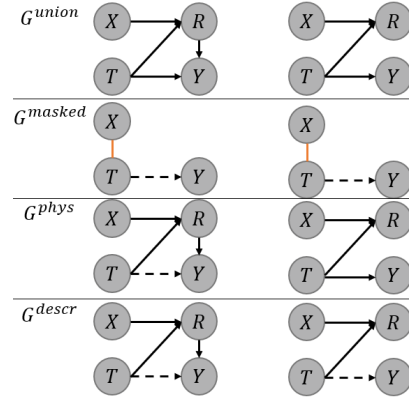 G^union X R X R
T Y T Y
G^masked X X
T Y T Y
G^phys X R X R
T Y T Y
G^descr X R X R
T Y T Y